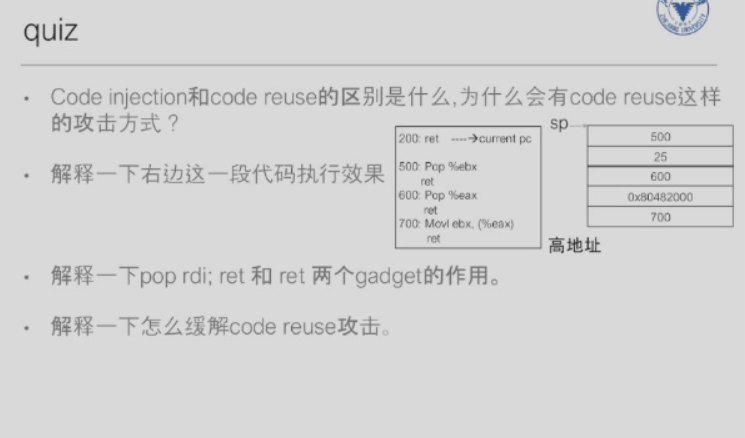 quiz
• Code injection和code reuse的区别是什么,为什么会有code reuse这样
的攻击方式？
• 解释一下右边这一段代码执行效果
200: ret ----→current pc
500: Pop %ebx
ret
600: Pop %eax
ret
700: Movl ebx, (%eax)
ret
sp
500
25
600
0x80482000
700
高地址
• 解释一下pop rdi; ret 和 ret 两个gadget的作用。
• 解释一下怎么缓解code reuse攻击。